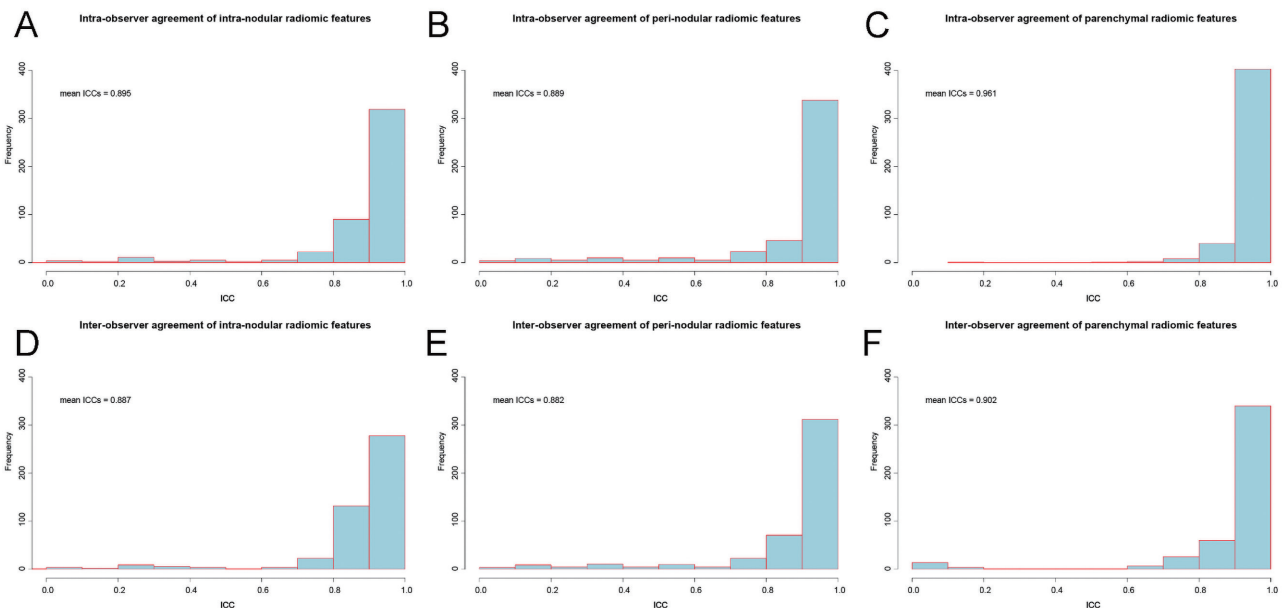 A
Intra-observer agreement of intra-nodular radiomic features
mean ICCs = 0.895
Frequency
0 100 200 300 400
0.0 0.2 0.4 0.6 0.8 1.0
ICC
B
Intra-observer agreement of peri-nodular radiomic features
mean ICCs = 0.889
Frequency
0 100 200 300 400
0.0 0.2 0.4 0.6 0.8 1.0
ICC
C
Intra-observer agreement of parenchymal radiomic features
mean ICCs = 0.961
Frequency
0 100 200 300 400
0.0 0.2 0.4 0.6 0.8 1.0
ICC
D
Inter-observer agreement of intra-nodular radiomic features
mean ICCs = 0.887
Frequency
0 100 200 300 400
0.0 0.2 0.4 0.6 0.8 1.0
ICC
E
Inter-observer agreement of peri-nodular radiomic features
mean ICCs = 0.882
Frequency
0 100 200 300 400
0.0 0.2 0.4 0.6 0.8 1.0
ICC
F
Inter-observer agreement of parenchymal radiomic features
mean ICCs = 0.902
Frequency
0 100 200 300 400
0.0 0.2 0.4 0.6 0.8 1.0
ICC